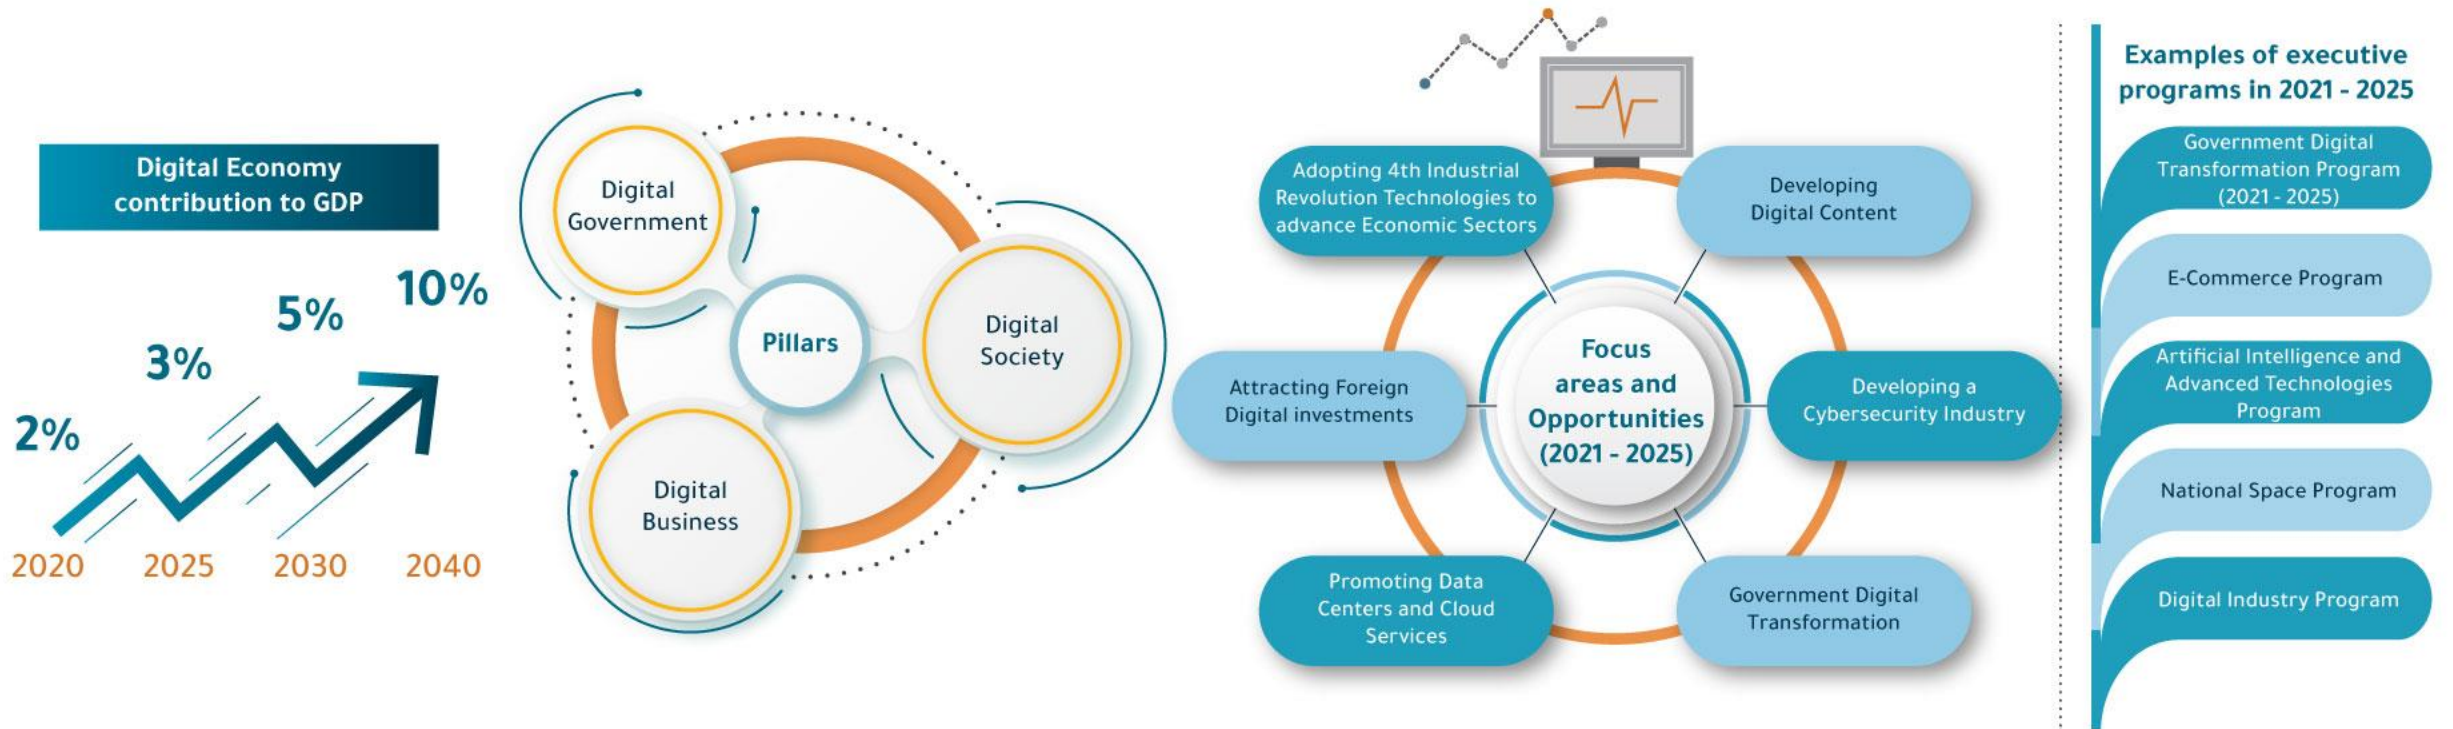 Digital Economy
contribution to GDP
2%
3%
5%
10%
2020
2025
2030
2040
Digital
Government
Pillars
Digital
Society
Digital
Business
Adopting 4th Industrial
Revolution Technologies to
advance Economic Sectors
Developing
Digital Content
Attracting Foreign
Digital investments
Focus
areas and
Opportunities
(2021 - 2025)
Developing a
Cybersecurity Industry
Promoting Data
Centers and Cloud
Services
Government Digital
Transformation
Examples of executive
programs in 2021 - 2025
Government Digital
Transformation Program
(2021 - 2025)
E-Commerce Program
Artificial Intelligence and
Advanced Technologies
Program
National Space Program
Digital Industry Program